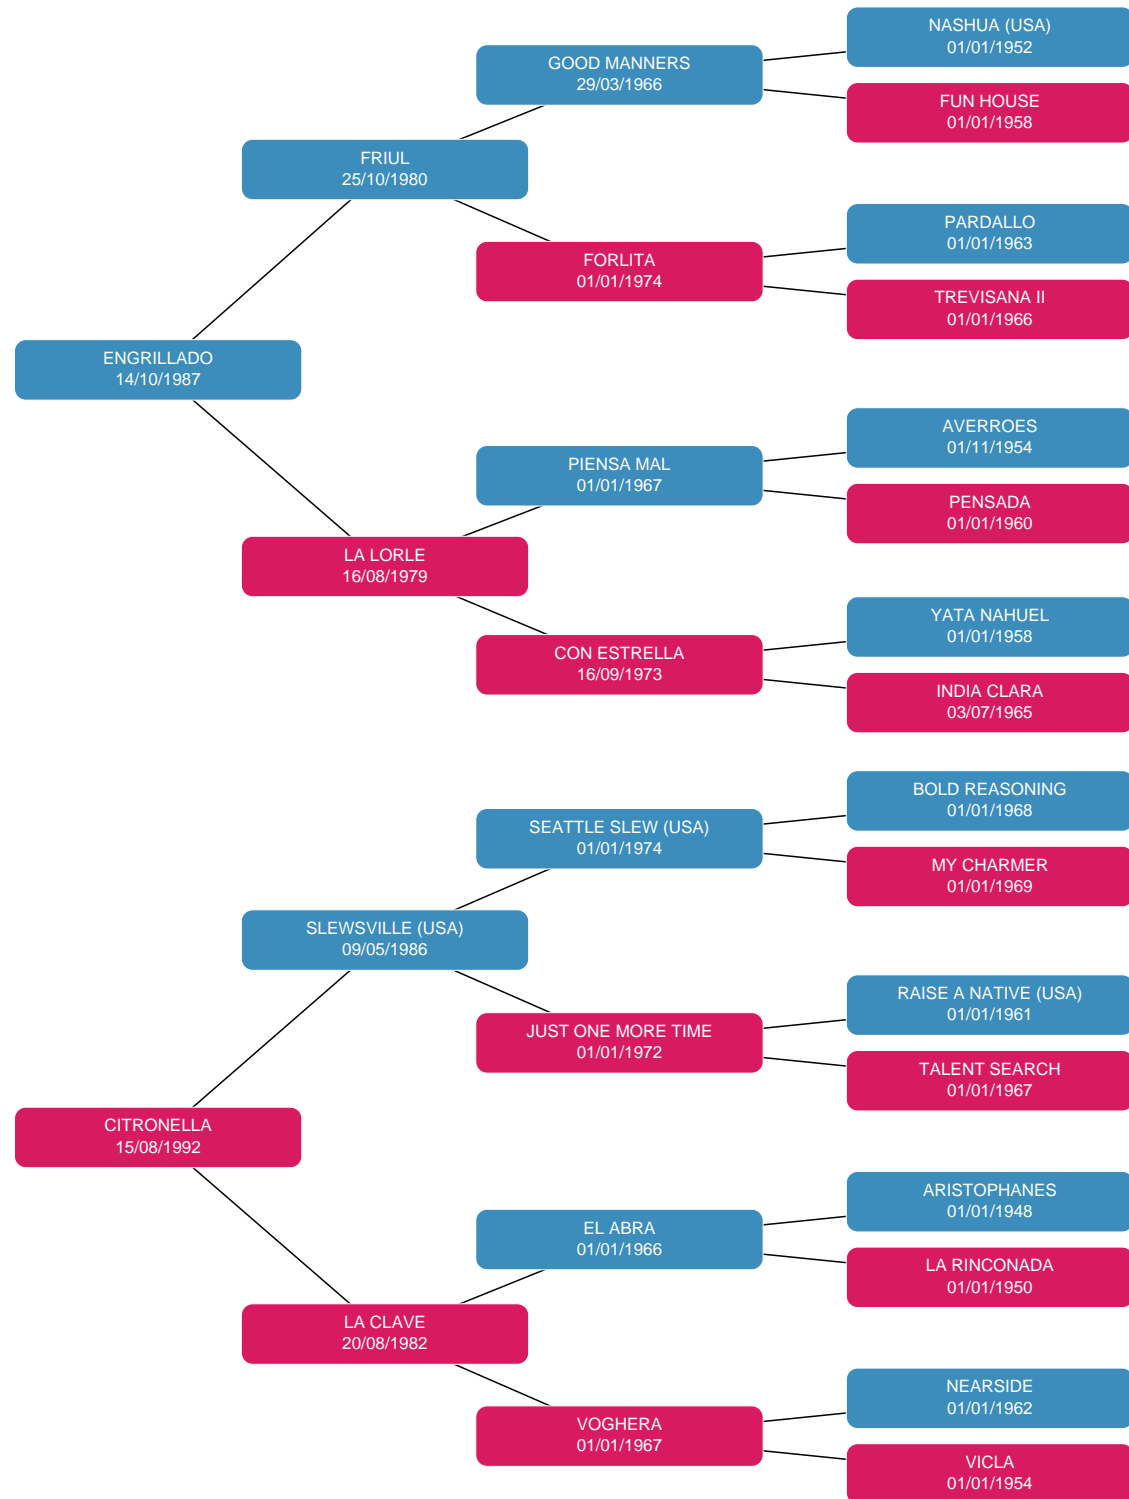 NASHUA (USA)
01/01/1952
GOOD MANNERS
29/03/1966
FUN HOUSE
01/01/1958
FRIUL
25/10/1980
PARDALLO
01/01/1963
FORLITA
01/01/1974
TREVISANA II
01/01/1966
ENGRILLADO
14/10/1987
AVERROES
01/11/1954
PIENSA MAL
01/01/1967
PENSADA
01/01/1960
LA LORLE
16/08/1979
YATA NAHUEL
01/01/1958
CON ESTRELLA
16/09/1973
INDIA CLARA
03/07/1965
BOLD REASONING
01/01/1968
SEATTLE SLEW (USA)
01/01/1974
MY CHARMER
01/01/1969
SLEWSVILLE (USA)
09/05/1986
RAISE A NATIVE (USA)
01/01/1961
JUST ONE MORE TIME
01/01/1972
TALENT SEARCH
01/01/1967
CITRONELLA
15/08/1992
ARISTOPHANES
01/01/1948
EL ABRA
01/01/1966
LA RINCONADA
01/01/1950
LA CLAVE
20/08/1982
NEARSIDE
01/01/1962
VOGHERA
01/01/1967
VICLA
01/01/1954